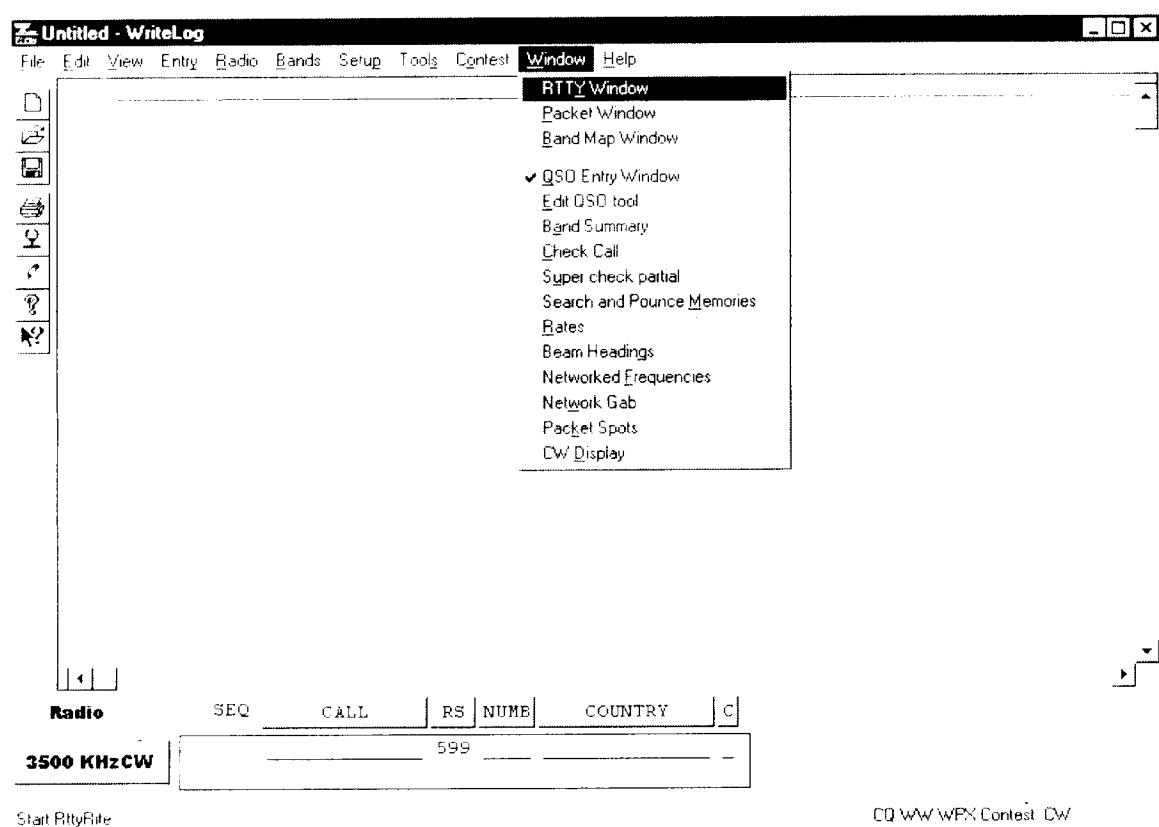 Untitled - WriteLog
File Edit View Entry Radio Bands Setup Tools Contest Window Help
RTTY Window
Packet Window
Band Map Window
QSO Entry Window
Edit QSO tool
Band Summary
Check Call
Super check partial
Search and Pounce Memories
Rates
Beam Headings
Networked Frequencies
Network Gab
Packet Spots
CW Display
Radio SEQ CALL RS NUMB COUNTRY C
599
3500 KHz CW
Start RttyRite CQ WW WPX Contest CW